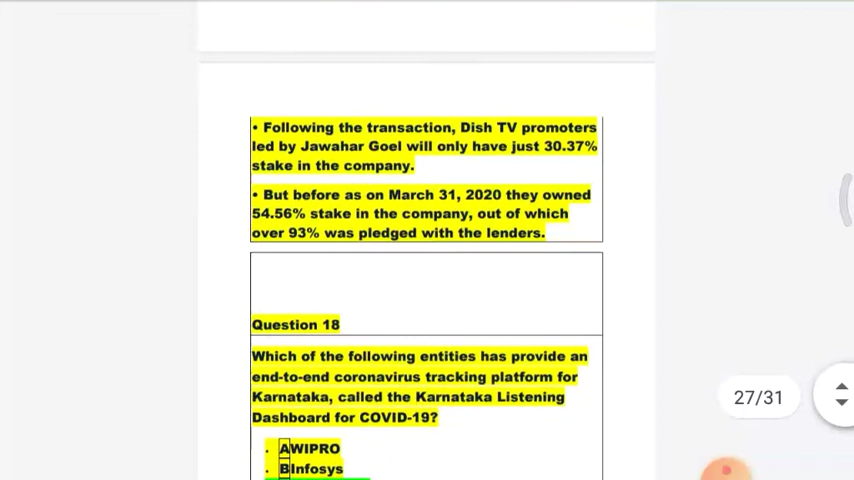 • Following the transaction, Dish TV promoters
led by Jawahar Goel will only have just 30.37%
stake in the company.
• But before as on March 31, 2020 they owned
54.56% stake in the company, out of which
over 93% was pledged with the lenders.
Question 18
Which of the following entities has provide an
end-to-end coronavirus tracking platform for
Karnataka, called the Karnataka Listening
Dashboard for COVID-19?
. AWIPRO
. BInfosys
27/31